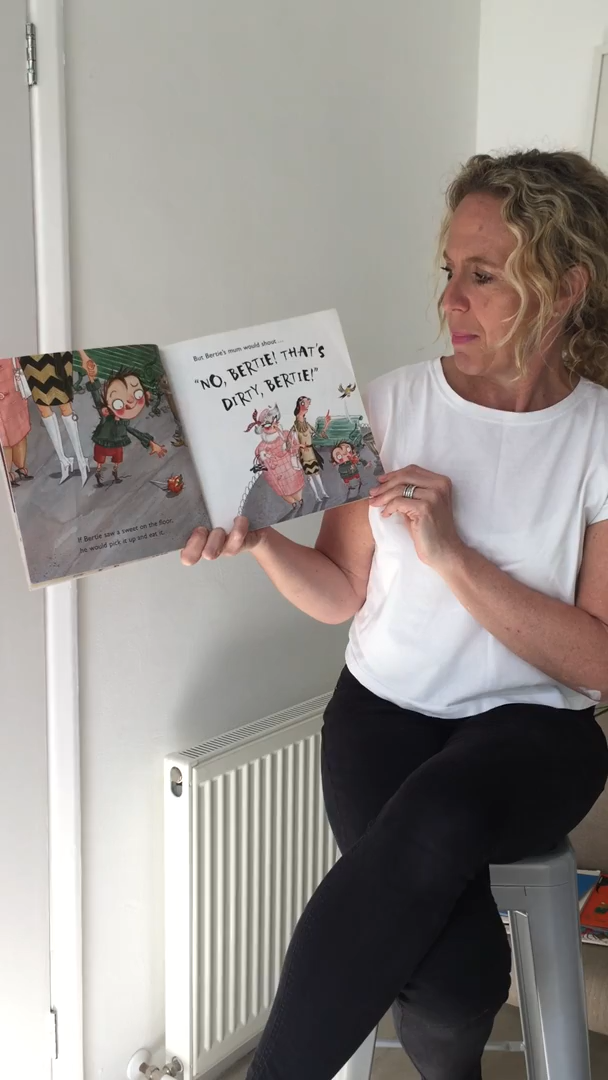 If Bertie saw a sweet on the floor,
he would pick it up and eat it...
But Bertie's mum would shout...
"NO, BERTIE! THAT'S
DIRTY, BERTIE!"